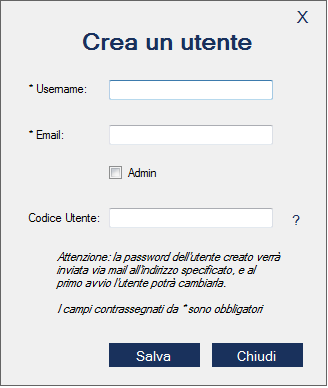 X
Crea un utente
* Username:
* Email:
Admin
Codice Utente:
?
Attenzione: la password dell'utente creato verrà
inviata via mail all'indirizzo specificato, e al
primo avvio l'utente potrà cambiarla.
I campi contrassegnati da * sono obbligatori
Salva
Chiudi